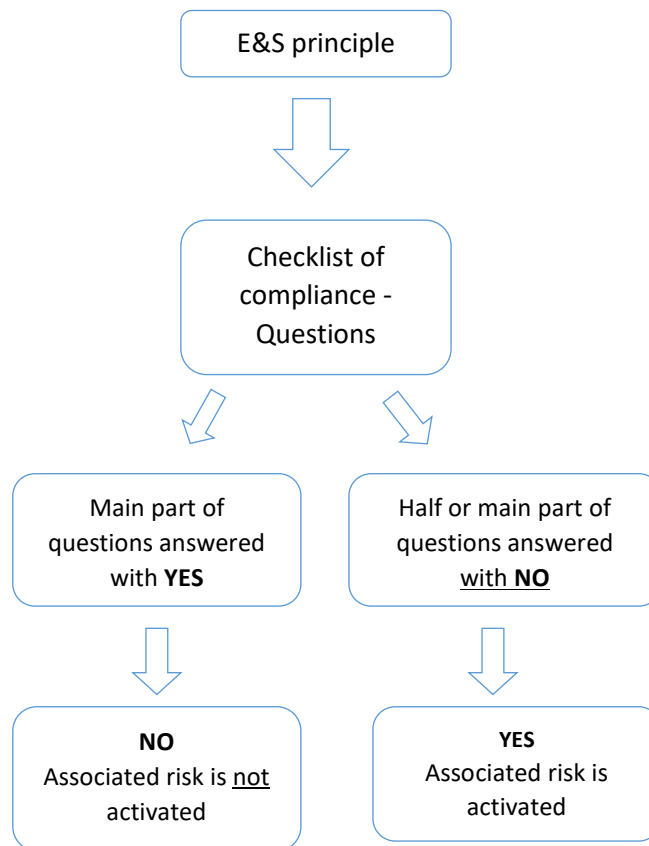 E&S principle
Checklist of
compliance -
Questions
Main part of
questions answered
with YES
Half or main part of
questions answered
with NO
NO
Associated risk is not
activated
YES
Associated risk is
activated